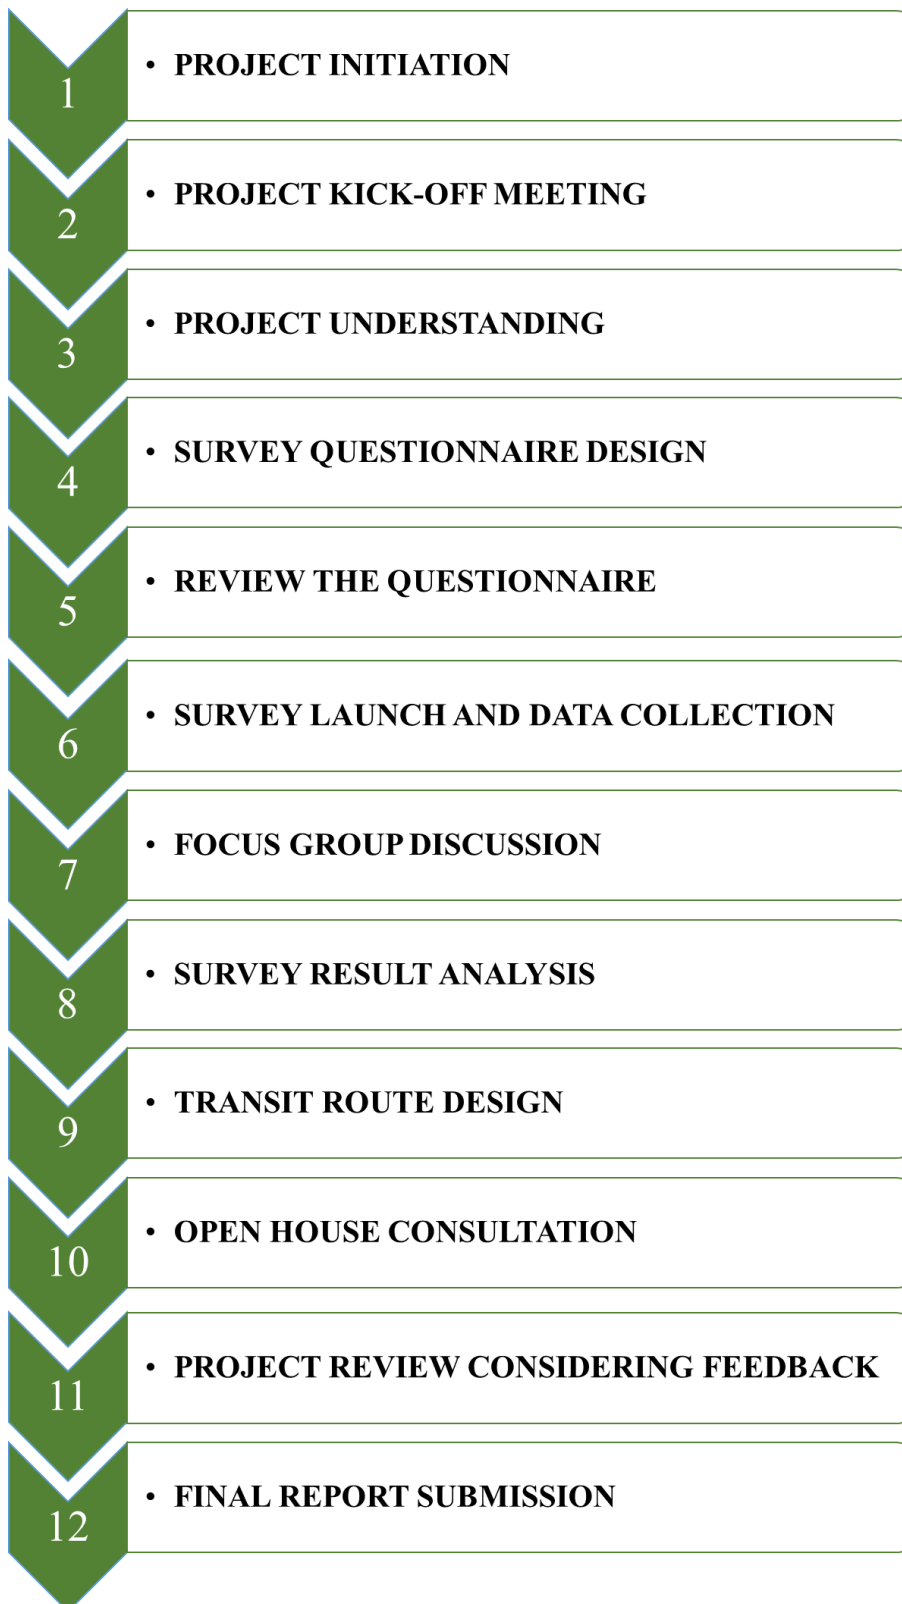 1
• PROJECT INITIATION
2
• PROJECT KICK-OFF MEETING
3
• PROJECT UNDERSTANDING
4
• SURVEY QUESTIONNAIRE DESIGN
5
• REVIEW THE QUESTIONNAIRE
6
• SURVEY LAUNCH AND DATA COLLECTION
7
• FOCUS GROUP DISCUSSION
8
• SURVEY RESULT ANALYSIS
9
• TRANSIT ROUTE DESIGN
10
• OPEN HOUSE CONSULTATION
11
• PROJECT REVIEW CONSIDERING FEEDBACK
12
• FINAL REPORT SUBMISSION